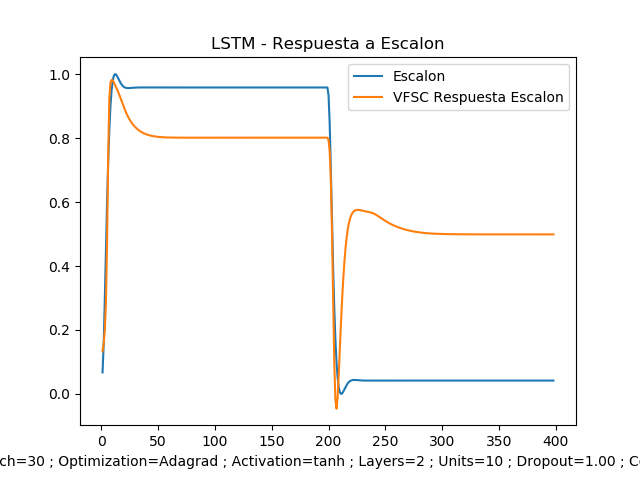 LSTM - Respuesta a Escalon
Escalon
VFSC Respuesta Escalon
1.0
0.8
0.6
0.4
0.2
0.0
0 50 100 150 200 250 300 350 400
ch=30 ; Optimization=Adagrad ; Activation=tanh ; Layers=2 ; Units=10 ; Dropout=1.00 ;